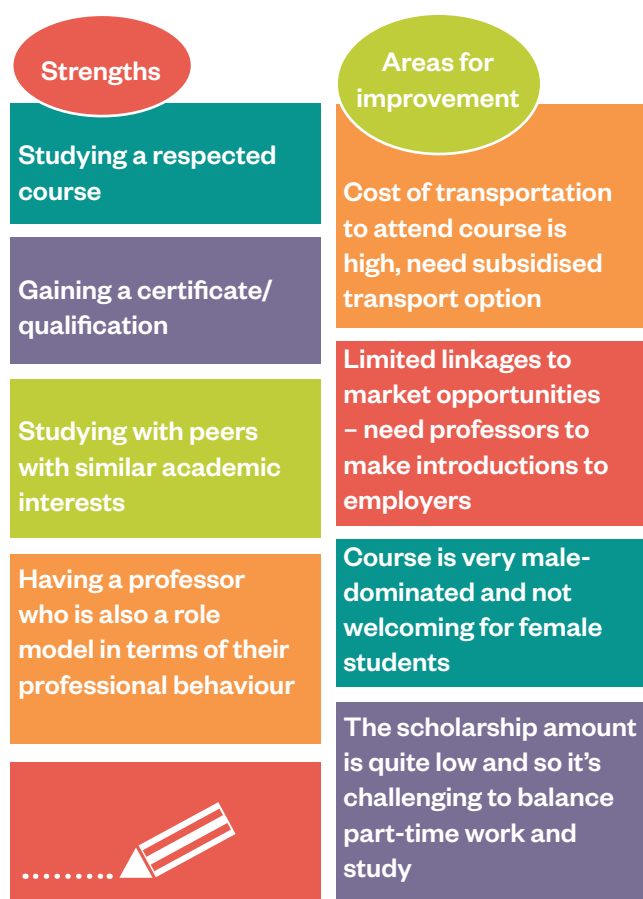 Strengths
Studying a respected
course
Gaining a certificate/
qualification
Studying with peers
with similar academic
interests
Having a professor
who is also a role
model in terms of their
professional behaviour
Areas for
improvement
Cost of transportation
to attend course is
high, need subsidised
transport option
Limited linkages to
market opportunities
– need professors to
make introductions to
employers
Course is very male-
dominated and not
welcoming for female
students
The scholarship amount
is quite low and so it’s
challenging to balance
part-time work and
study